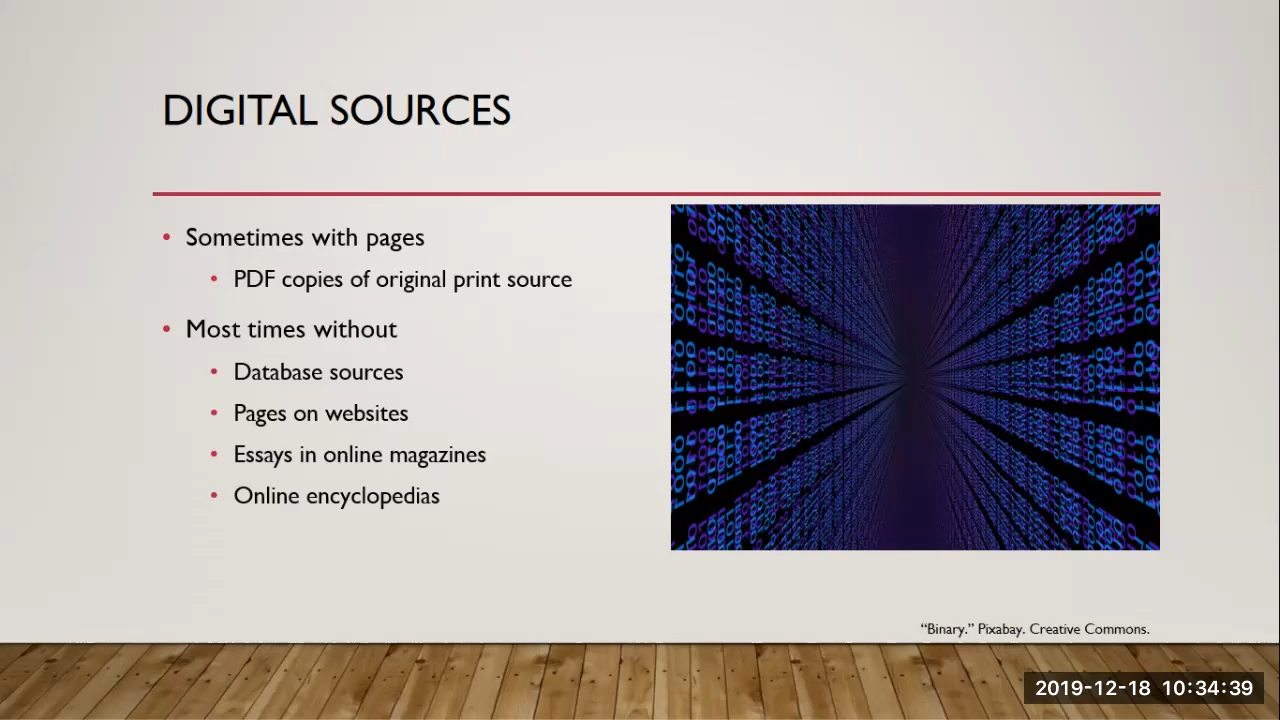 DIGITAL SOURCES
• Sometimes with pages
• PDF copies of original print source
• Most times without
• Database sources
• Pages on websites
• Essays in online magazines
• Online encyclopedias
“Binary.” Pixabay. Creative Commons.
2019-12-18 10:34:39